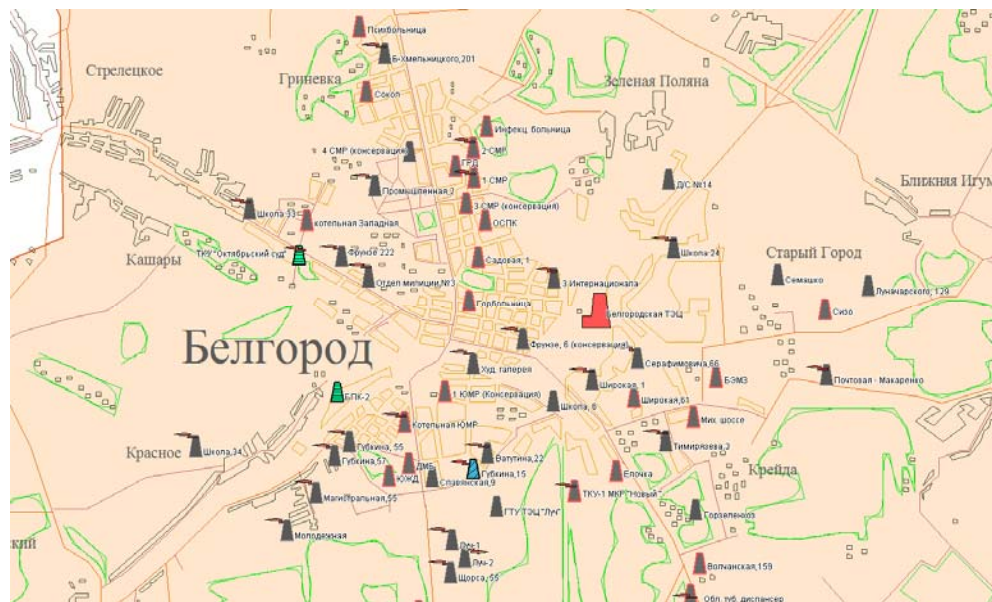 Психбольница
Б-Хмельницкого,201
Стрелецкое
Гриневка
Сокол
Зеленая Поляна
Инфекц. больница
4 СМР (консервация)
2-СМР
ГРД
1-СМР
Промышленная,2
Д/С №14
Ближняя Игум
3-СМР (консервация)
Школа 33
котельная Западная
ОСПК
Школа-24
Старый Город
ТКУ "Октябрьский суд"
Фрунзе 222
Кашары
Садовая, 1
Отдел милиции,№3
3.Интернационала
Семашко
Луначарского, 129
Горбольница
Белгородская ТЭЦ
Сизо
Белгород
Фрунзе, 6 (консервация)
Худ. галерея
Серафимовича,66
Широкая, 1
БЭМЗ
Почтовая - Макаренко
БПК-2
1 ЮМР (Консервация)
Школа, 6
Широкая,61
Котельная ЮМР
Мих. шоссе
Красное
Школа,34
Губкина, 55
Губкина,57
Ватутина,22
Тимирязева,3
ДМБ
ЮЖД
Славянская,9
Губкина,15
Елочка
Крейда
Магистральная,55
ТКУ-1 МКР "Новый"
ГТУ ТЭЦ "Луч"
Горзеленхоз
Молодежная
ский
Луч-1
Луч-2
Щорса, 55
Волчанская,159
Обл. туб. диспансер